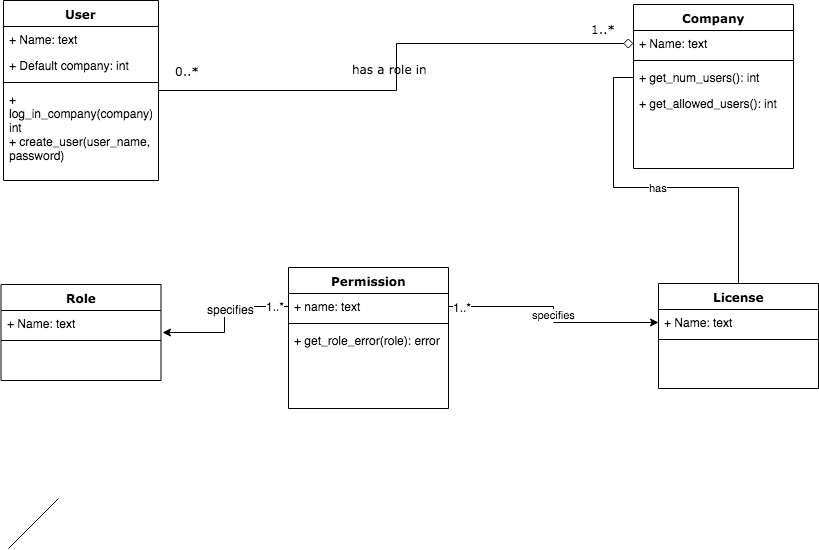 User
+ Name: text
+ Default company: int
+
log_in_company(company)
int
+ create_user(user_name,
password)
0..*
has a role in
1..*
Company
+ Name: text
+ get_num_users(): int
+ get_allowed_users(): int
has
Role
+ Name: text
specifies
1..*
Permission
+ name: text
+ get_role_error(role): error
1..*
specifies
License
+ Name: text